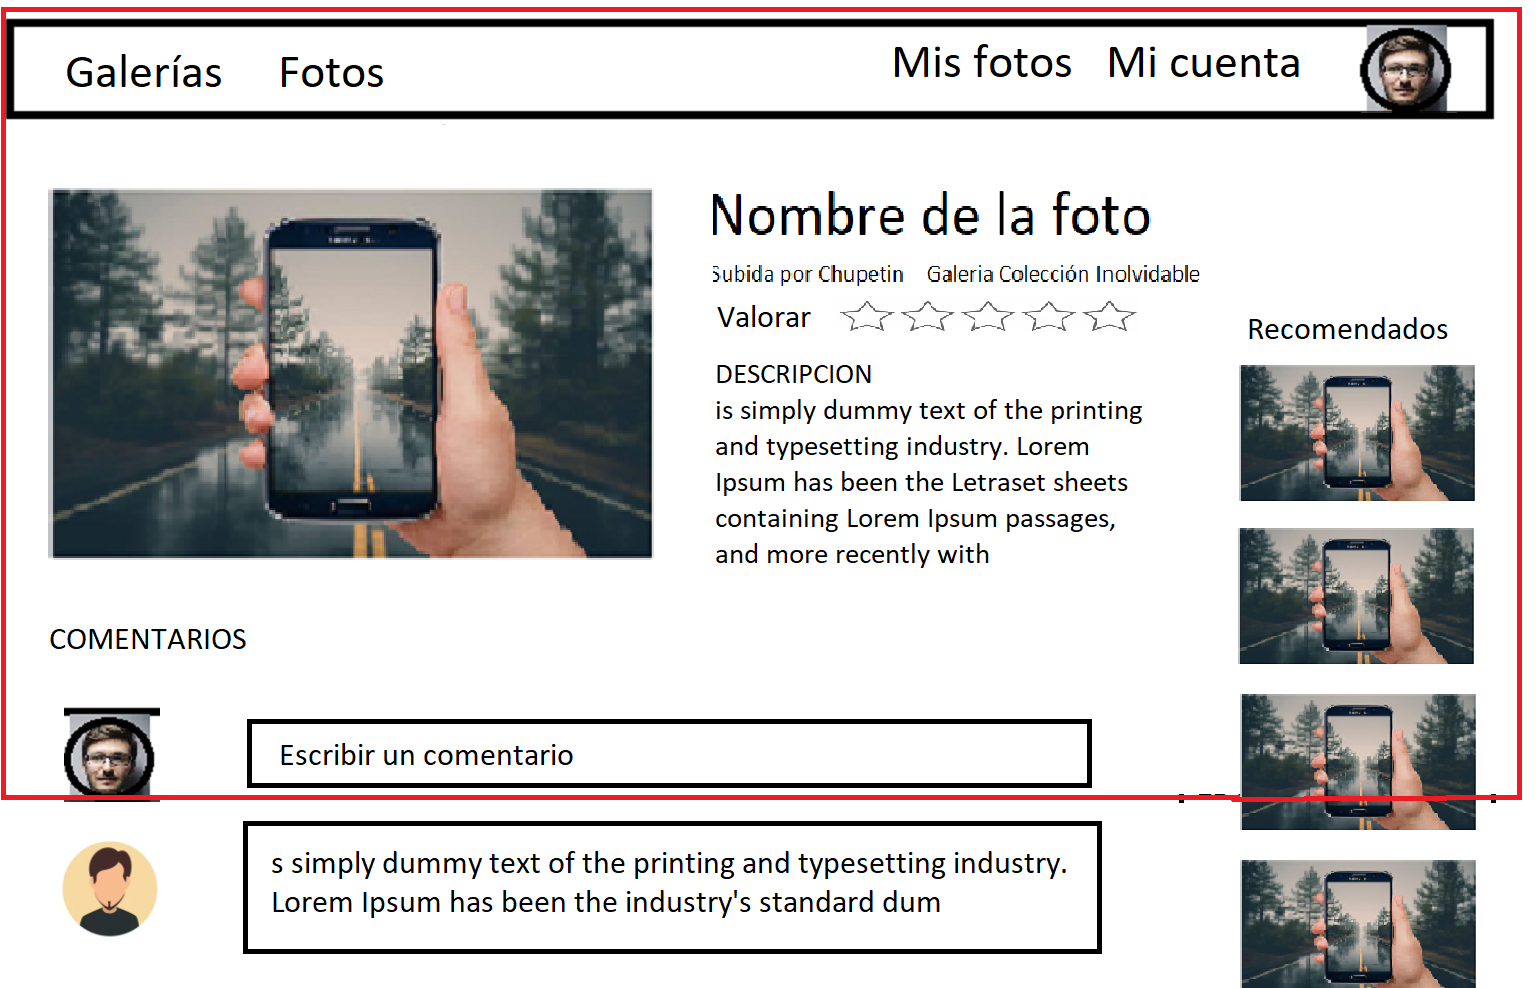 Galerías Fotos Mis fotos Mi cuenta
Nombre de la foto
Subida por Chupetin Galeria Colección Inolvidable
Valorar
DESCRIPCION
is simply dummy text of the printing
and typesetting industry. Lorem
Ipsum has been the Letraset sheets
containing Lorem Ipsum passages,
and more recently with
Recomendados
COMENTARIOS
Escribir un comentario
s simply dummy text of the printing and typesetting industry.
Lorem Ipsum has been the industry's standard dum